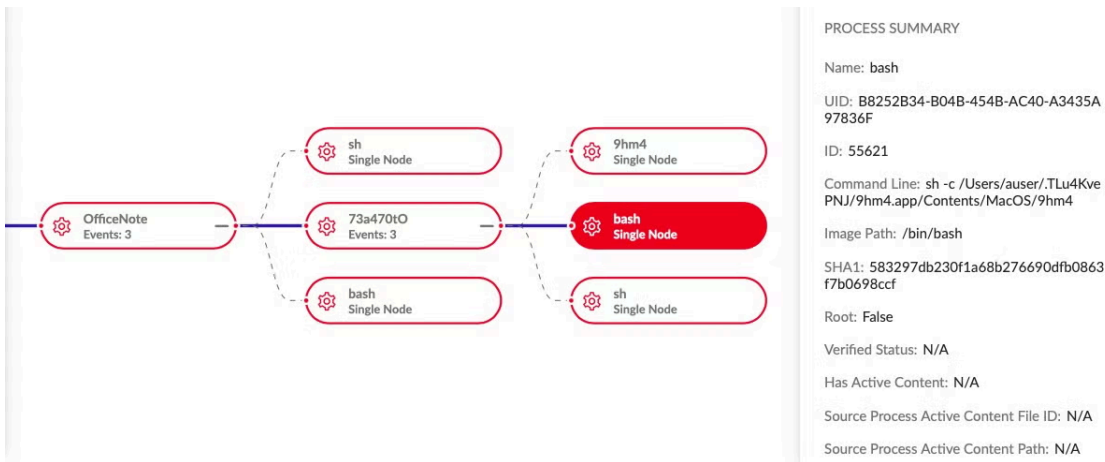 sh
Single Node
9hm4
Single Node
OfficeNote
Events: 3
73a470tO
Events: 3
bash
Single Node
bash
Single Node
sh
Single Node
PROCESS SUMMARY
Name: bash
UID: B8252B34-B04B-454B-AC40-A3435A
97836F
ID: 55621
Command Line: sh -c /Users/auser/.TLu4Kve
PNJ/9hm4.app/Contents/MacOS/9hm4
Image Path: /bin/bash
SHA1: 583297db230f1a68b276690dfb0863
f7b0698ccf
Root: False
Verified Status: N/A
Has Active Content: N/A
Source Process Active Content File ID: N/A
Source Process Active Content Path: N/A